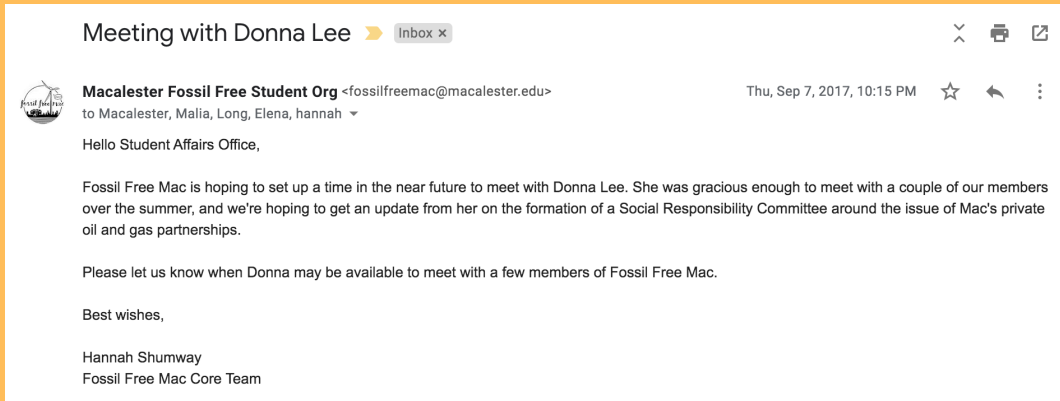 Meeting with Donna Lee
Inbox ×
Macalester Fossil Free Student Org <fossilfreemac@macalester.edu>
Thu, Sep 7, 2017, 10:15 PM
to Macalester, Malia, Long, Elena, hannah
fossil free mac
Hello Student Affairs Office,
Fossil Free Mac is hoping to set up a time in the near future to meet with Donna Lee. She was gracious enough to meet with a couple of our members
over the summer, and we're hoping to get an update from her on the formation of a Social Responsibility Committee around the issue of Mac's private
oil and gas partnerships.
Please let us know when Donna may be available to meet with a few members of Fossil Free Mac.
Best wishes,
Hannah Shumway
Fossil Free Mac Core Team